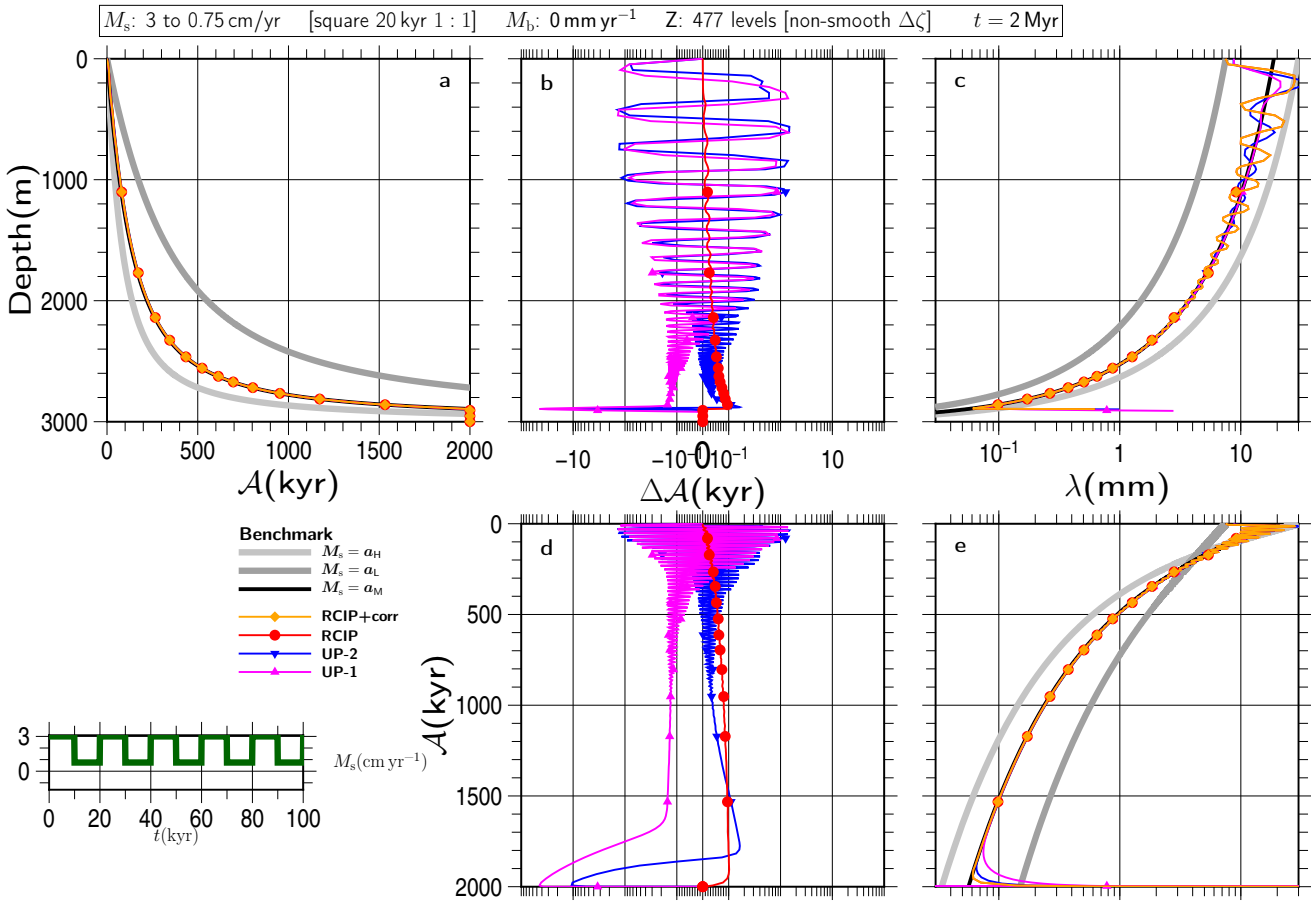 Mₛ: 3 to 0.75 cm/yr [square 20 kyr 1 : 1] M_b: 0 mm yr⁻¹ Z: 477 levels [non-smooth Δζ] t = 2 Myr
0
1000
2000
3000
Depth(m)
a
0 500 1000 1500 2000
𝒜(kyr)
b
−10 −10⁻¹ 0 10⁻¹ 10
Δ𝒜(kyr)
c
10⁻¹ 1 10
λ(mm)
Benchmark
Mₛ = a_H
Mₛ = a_L
Mₛ = a_M
RCIP+corr
RCIP
UP-2
UP-1
3
0
Mₛ(cm yr⁻¹)
0 20 40 60 80 100
t(kyr)
0
500
1000
1500
2000
𝒜(kyr)
d
e